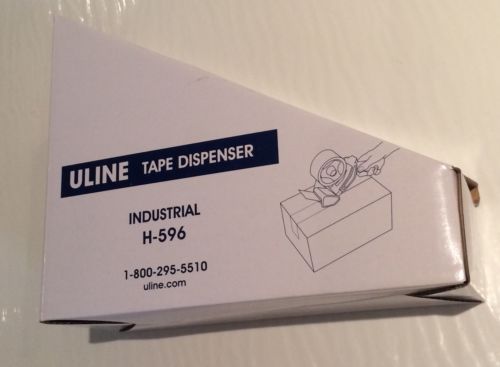 ULINE TAPE DISPENSER
INDUSTRIAL
H-596
1-800-295-5510
uline.com